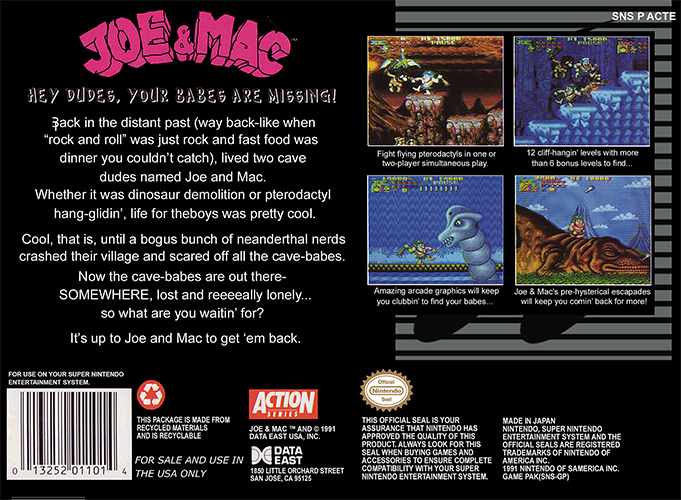 SNS P ACTE
JOE & MAC™
HEY DUDES, YOUR BABES ARE MISSING!
Back in the distant past (way back-like when
“rock and roll” was just rock and fast food was
dinner you couldn’t catch), lived two cave
dudes named Joe and Mac.
Whether it was dinosaur demolition or pterodactyl
hang-glidin’, life for theboys was pretty cool.
Cool, that is, until a bogus bunch of neanderthal nerds
crashed their village and scared off all the cave-babes.
Now the cave-babes are out there-
SOMEWHERE, lost and reeeeally lonely...
so what are you waitin’ for?
It’s up to Joe and Mac to get ‘em back.
PAUSE
PAUSE
Fight flying pterodactyls in one or
two-player simultaneous play.
12 cliff-hangin’ levels with more
than 6 bonus levels to find...
Amazing arcade graphics will keep
you clubbin’ to find your babes...
Joe & Mac’s pre-hysterical escapades
will keep you comin’ back for more!
FOR USE ON YOUR SUPER NINTENDO
ENTERTAINMENT SYSTEM.
0 13252 01101 4
THIS PACKAGE IS MADE FROM
RECYCLED MATERIALS
AND IS RECYCLABLE
FOR SALE AND USE IN
THE USA ONLY
ACTION
SERIES
JOE & MAC ™ AND © 1991
DATA EAST USA, INC.
DATA
EAST
1850 LITTLE ORCHARD STREET
SAN JOSE, CA 95125
Official
Nintendo
Seal
THIS OFFICIAL SEAL IS YOUR
ASSURANCE THAT NINTENDO HAS
APPROVED THE QUALITY OF THIS
PRODUCT. ALWAYS LOOK FOR THIS
SEAL WHEN BUYING GAMES AND
ACCESSORIES TO ENSURE COMPLETE
COMPATIBILITY WITH YOUR SUPER
NINTENDO ENTERTAINMENT SYSTEM.
MADE IN JAPAN
NINTENDO, SUPER NINTENDO
ENTERTAINMENT SYSTEM AND THE
OFFICIAL SEALS ARE REGISTERED
TRADEMARKS OF NINTENDO OF
AMERICA INC.
1991 NINTENDO OF SAMERICA INC.
GAME PAK(SNS-GP)